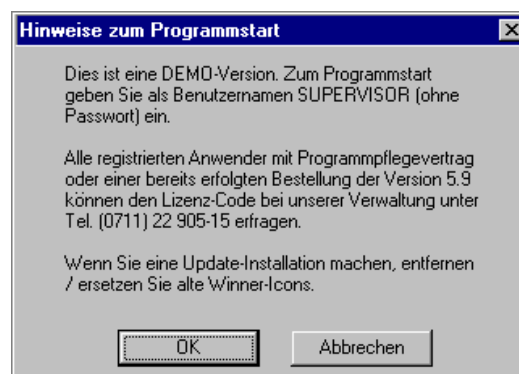 Hinweise zum Programmstart
Dies ist eine DEMO-Version. Zum Programmstart
geben Sie als Benutzernamen SUPERVISOR (ohne
Passwort) ein.
Alle registrierten Anwender mit Programmpflegevertrag
oder einer bereits erfolgten Bestellung der Version 5.9
können den Lizenz-Code bei unserer Verwaltung unter
Tel. (0711) 22 905-15 erfragen.
Wenn Sie eine Update-Installation machen, entfernen
/ ersetzen Sie alte Winner-Icons.
OK
Abbrechen